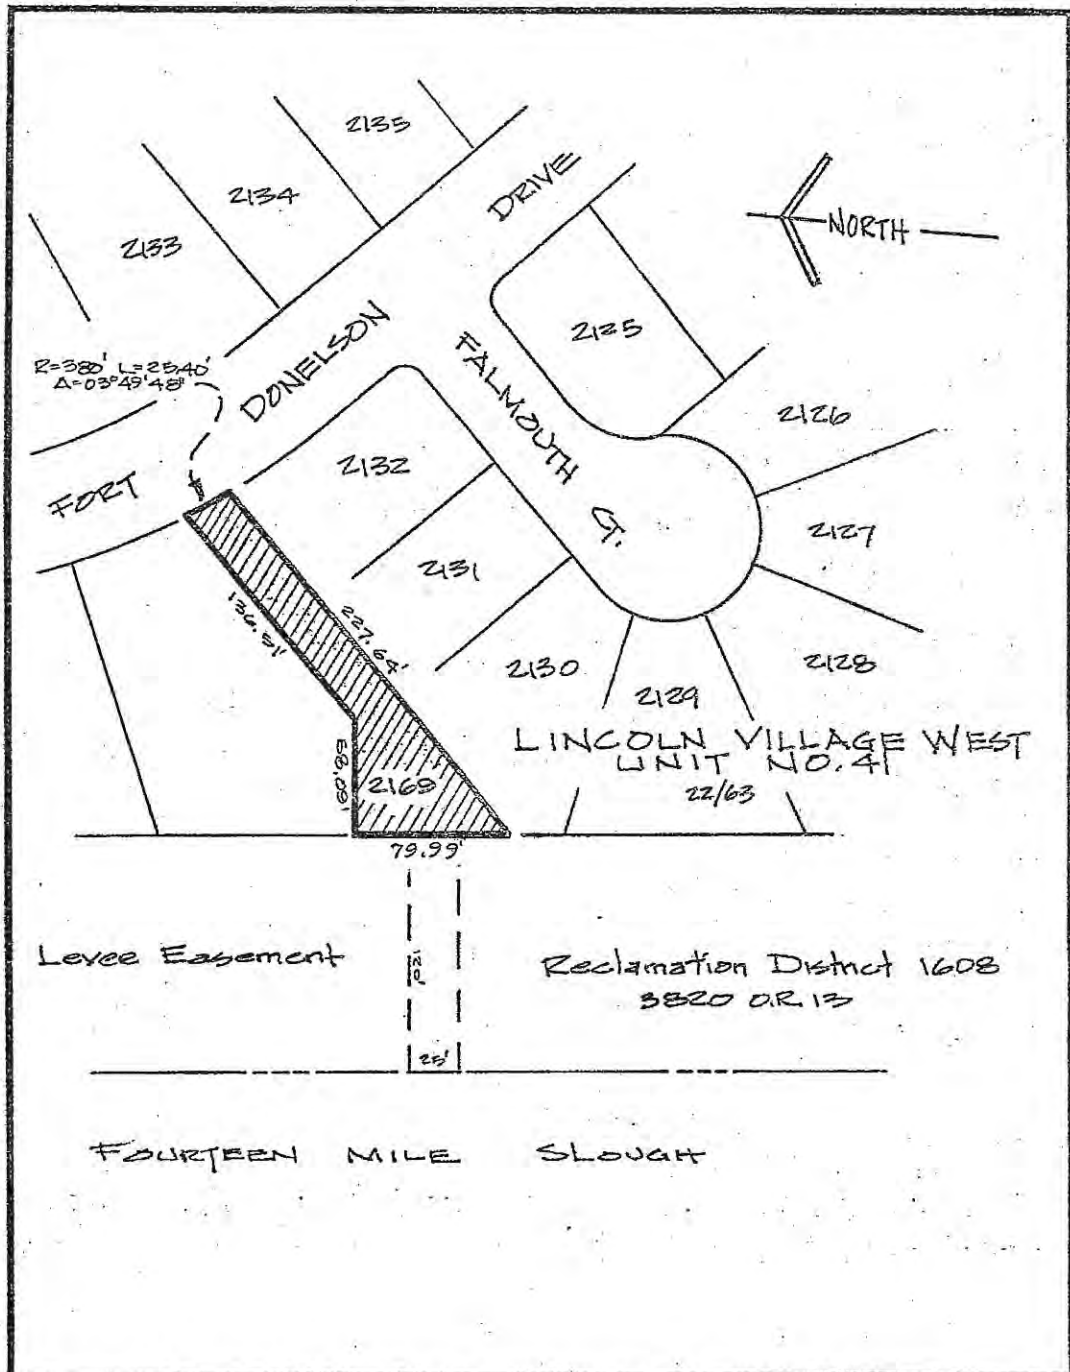 2135
2134
2133
DRIVE
NORTH
R=380' L=25.40'
Δ=03°49'48"
DONELSON
FORT
2125
FALMOUTH
CT.
2126
2132
2127
2131
136.51'
227.64'
2130
2129
2128
LINCOLN VILLAGE WEST
UNIT NO. 41
22/63
58.09'
2169
79.99'
Levee Easement
120'
Reclamation District 1608
3820 O.R. 13
25'
FOURTEEN MILE SLOUGH